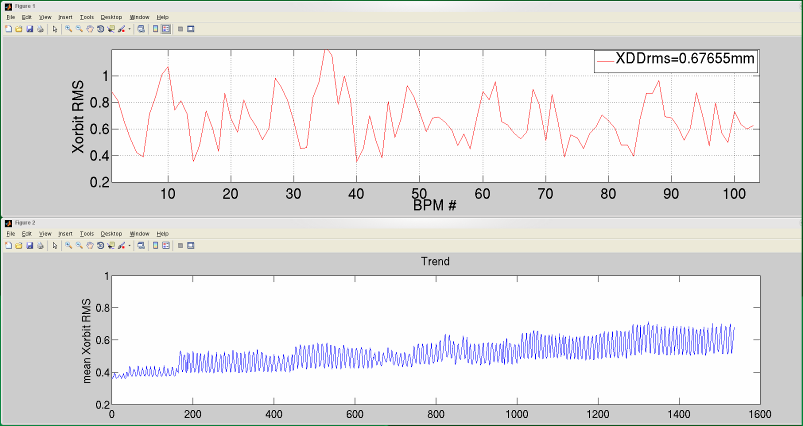 Figure 1
File Edit View Insert Tools Desktop Window Help
XDDrms=0.67655mm
Xorbit RMS
1
0.8
0.6
0.4
0.2
10 20 30 40 50 60 70 80 90 100
BPM #
Figure 2
File Edit View Insert Tools Desktop Window Help
Trend
mean Xorbit RMS
1
0.8
0.6
0.4
0.2
0 200 400 600 800 1000 1200 1400 1600